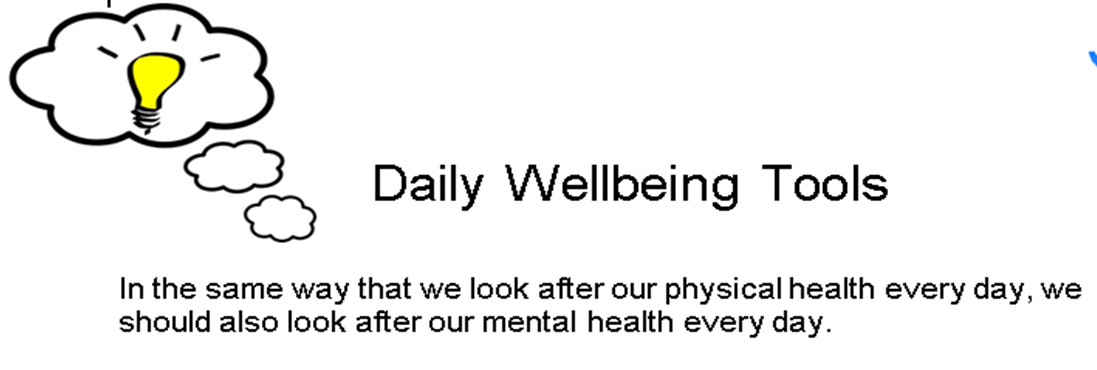 Daily Wellbeing Tools
In the same way that we look after our physical health every day, we
should also look after our mental health every day.